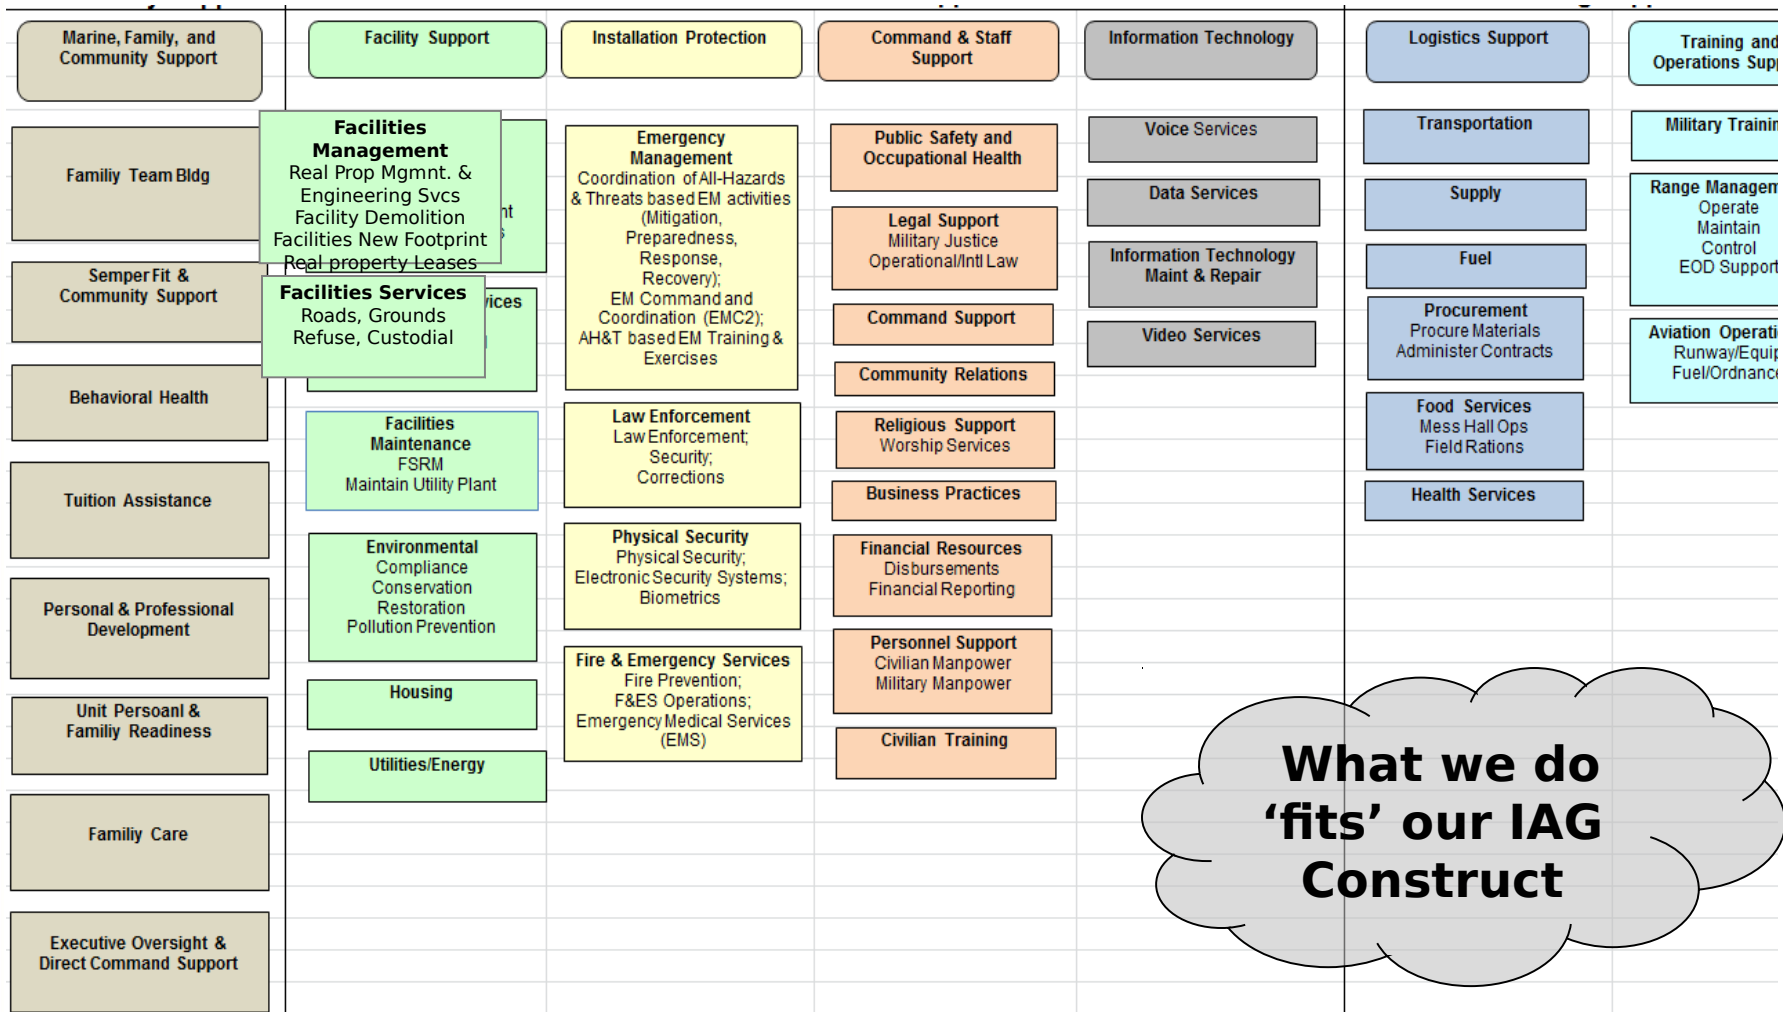 Marine, Family, and
Community Support
Familiy Team Bldg
Semper Fit &
Community Support
Behavioral Health
Tuition Assistance
Personal & Professional
Development
Unit Persoanl &
Familiy Readiness
Familiy Care
Executive Oversight &
Direct Command Support
Facility Support
Facilities
Management
Real Prop Mgmnt. &
Engineering Svcs
Facility Demolition
Facilities New Footprint
Real property Leases
Facilities Services
Roads, Grounds
Refuse, Custodial
Facilities
Maintenance
FSRM
Maintain Utility Plant
Environmental
Compliance
Conservation
Restoration
Pollution Prevention
Housing
Utilities/Energy
Installation Protection
Emergency
Management
Coordination of All-Hazards
& Threats based EM activities
(Mitigation,
Preparedness,
Response,
Recovery);
EM Command and
Coordination (EMC2);
AH&T based EM Training &
Exercises
Law Enforcement
Law Enforcement;
Security;
Corrections
Physical Security
Physical Security;
Electronic Security Systems;
Biometrics
Fire & Emergency Services
Fire Prevention;
F&ES Operations;
Emergency Medical Services
(EMS)
Command & Staff
Support
Public Safety and
Occupational Health
Legal Support
Military Justice
Operational/Intl Law
Command Support
Community Relations
Religious Support
Worship Services
Business Practices
Financial Resources
Disbursements
Financial Reporting
Personnel Support
Civilian Manpower
Military Manpower
Civilian Training
Information Technology
Voice Services
Data Services
Information Technology
Maint & Repair
Video Services
Logistics Support
Transportation
Supply
Fuel
Procurement
Procure Materials
Administer Contracts
Food Services
Mess Hall Ops
Field Rations
Health Services
Training and
Operations Supp
Military Trainin
Range Managem
Operate
Maintain
Control
EOD Support
Aviation Operati
Runway/Equip
Fuel/Ordnance
What we do
‘fits’ our IAG
Construct